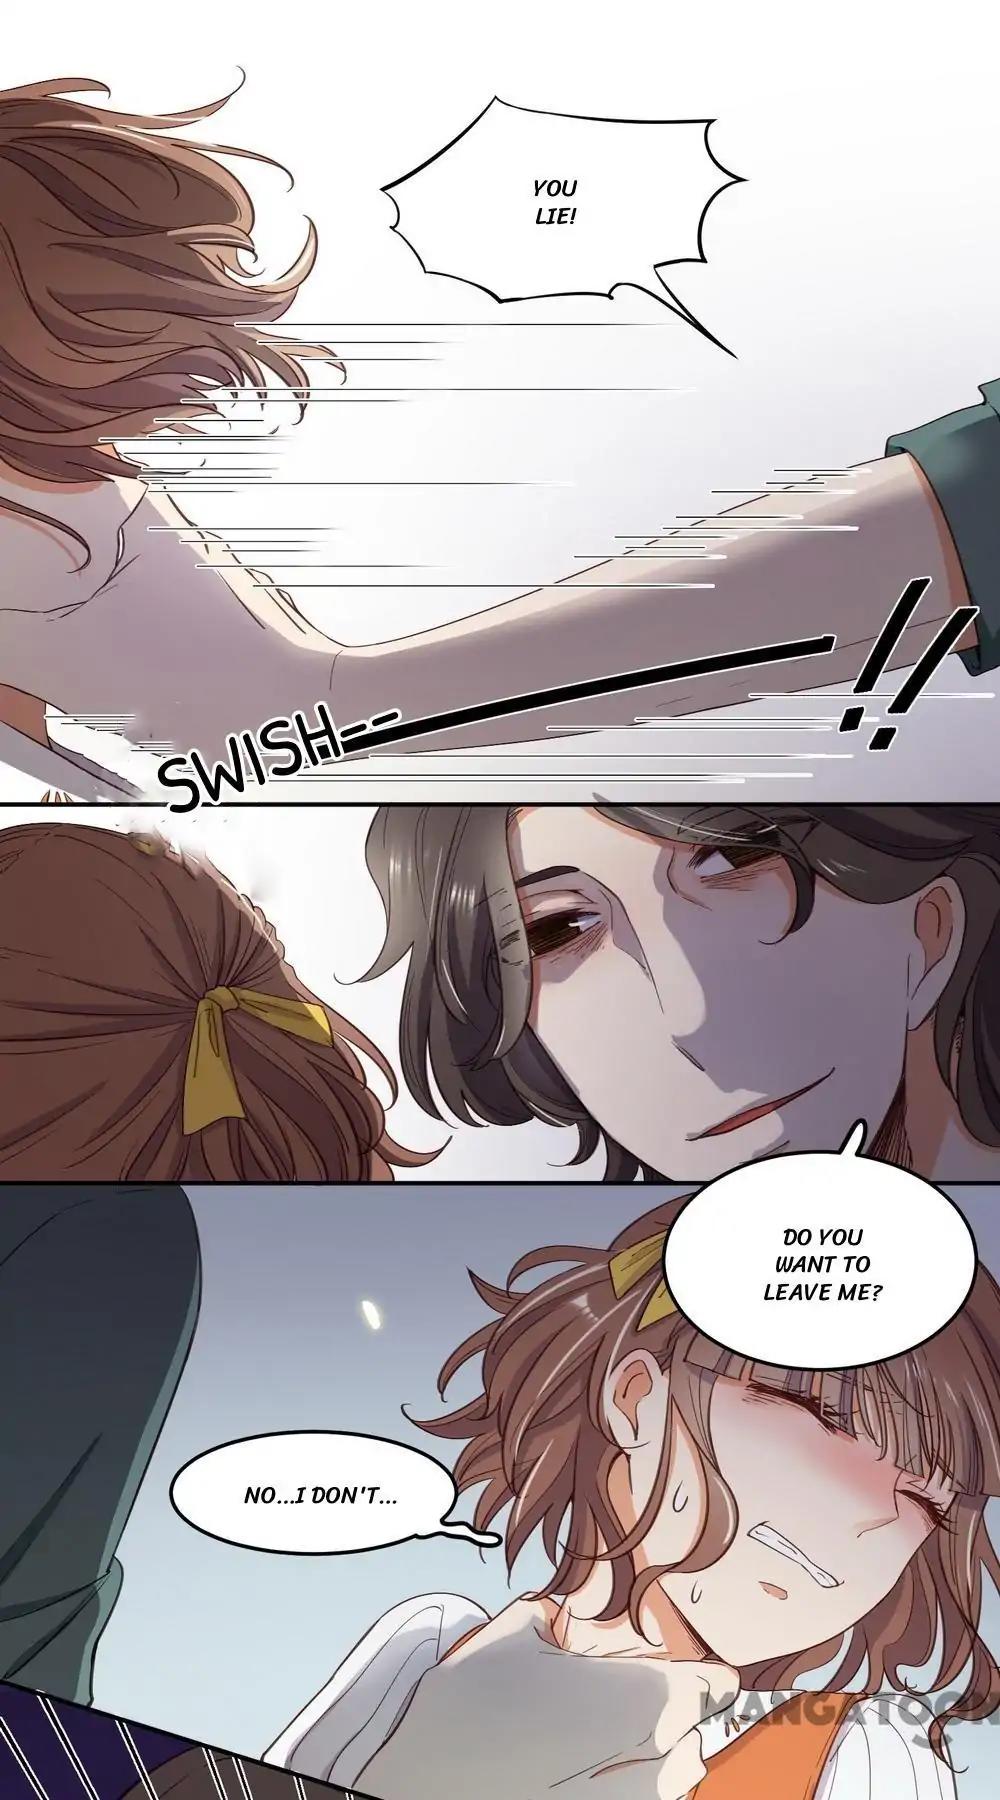 YOU
LIE!
SWISH--
!!
DO YOU
WANT TO
LEAVE ME?
NO...I DON'T...
MANGATOON